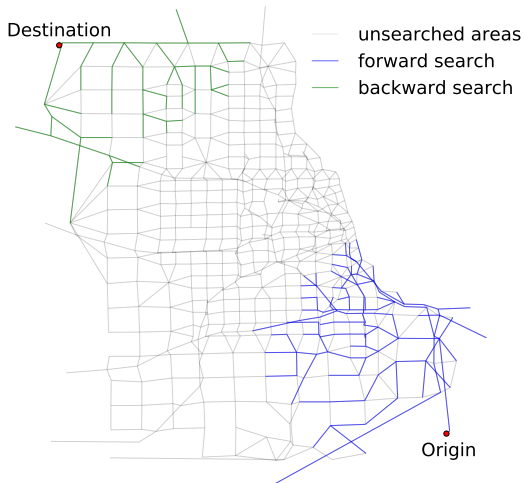 Destination
unsearched areas
forward search
backward search
Origin